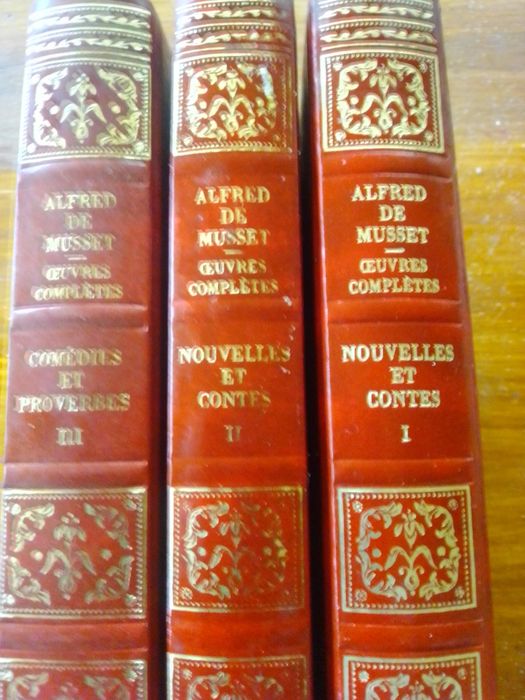 ALFRED
DE
MUSSET
ŒUVRES
COMPLÈTES
COMÉDIES
ET
PROVERBES
III
ALFRED
DE
MUSSET
ŒUVRES
COMPLÈTES
NOUVELLES
ET
CONTES
II
ALFRED
DE
MUSSET
ŒUVRES
COMPLÈTES
NOUVELLES
ET
CONTES
I